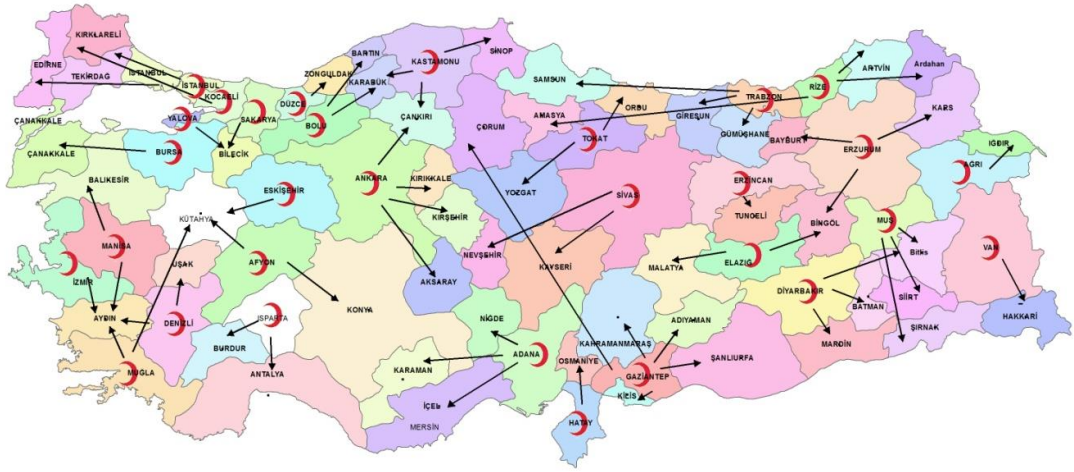 KIRKLARELİ
EDİRNE
TEKİRDAĞ
İSTANBUL
İSTANBUL
KOCAELİ
YALOVA
SAKARYA
DÜZCE
ZONGULDAK
BARTIN
KARABÜK
KASTAMONU
SİNOP
BOLU
ÇANKIRI
SAMSUN
AMASYA
ÇORUM
TOKAT
ORDU
GİRESUN
TRABZON
GÜMÜŞHANE
RİZE
ARTVİN
Ardahan
KARS
BAYBURT
ERZURUM
IĞDIR
AĞRI
ÇANAKKALE
ÇANAKKALE
BURSA
BİLECİK
BALIKESİR
ESKİŞEHİR
ANKARA
KIRIKKALE
KIRŞEHİR
YOZGAT
SİVAS
ERZİNCAN
TUNCELİ
BİNGÖL
MUŞ
Bitlis
VAN
KÜTAHYA
MANİSA
UŞAK
AFYON
İZMİR
AYDIN
DENİZLİ
ISPARTA
BURDUR
MUĞLA
ANTALYA
KONYA
AKSARAY
NEVŞEHİR
KAYSERİ
NİGDE
MALATYA
ELAZIĞ
DİYARBAKIR
BATMAN
SİİRT
ŞIRNAK
HAKKARİ
MARDİN
ŞANLIURFA
ADIYAMAN
KAHRAMANMARAŞ
GAZİANTEP
KİLİS
OSMANİYE
HATAY
ADANA
KARAMAN
İÇEL
MERSİN